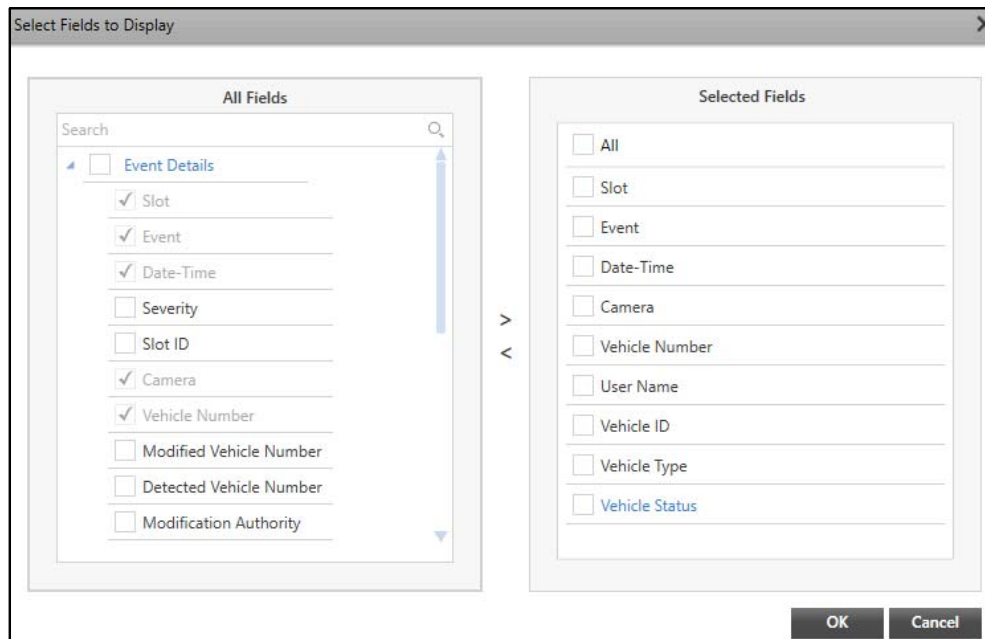 Select Fields to Display
All Fields
Search
Event Details
Slot
Event
Date-Time
Severity
Slot ID
Camera
Vehicle Number
Modified Vehicle Number
Detected Vehicle Number
Modification Authority
>
<
Selected Fields
All
Slot
Event
Date-Time
Camera
Vehicle Number
User Name
Vehicle ID
Vehicle Type
Vehicle Status
OK
Cancel